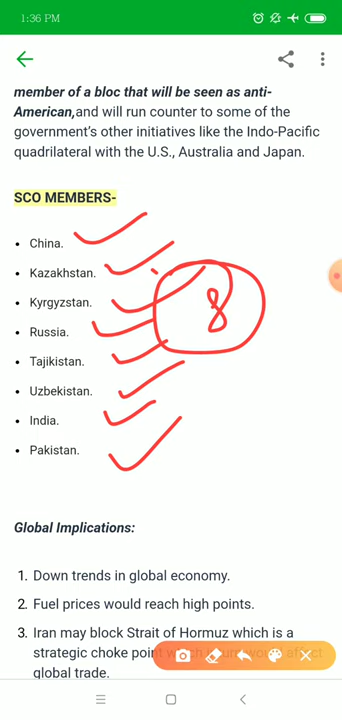 1:36 PM
member of a bloc that will be seen as anti-
American,and will run counter to some of the
government's other initiatives like the Indo-Pacific
quadrilateral with the U.S., Australia and Japan.
SCO MEMBERS-
• China.
• Kazakhstan.
• Kyrgyzstan.
• Russia.
• Tajikistan.
• Uzbekistan.
• India.
• Pakistan.
8
Global Implications:
1. Down trends in global economy.
2. Fuel prices would reach high points.
3. Iran may block Strait of Hormuz which is a
strategic choke point
global trade.